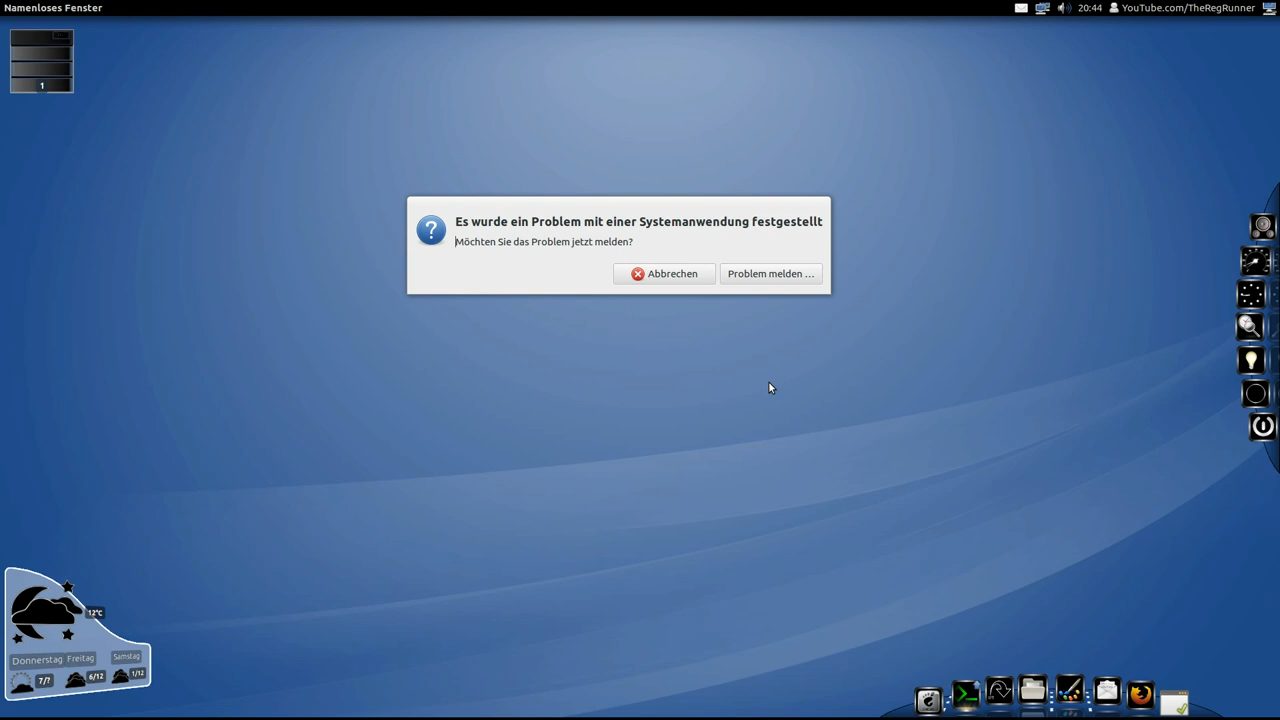 Namenloses Fenster
20:44
YouTube.com/TheRegRunner
1
Es wurde ein Problem mit einer Systemanwendung festgestellt
Möchten Sie das Problem jetzt melden?
Abbrechen
Problem melden ...
12°C
Donnerstag Freitag Samstag
7/? 6/12 1/12